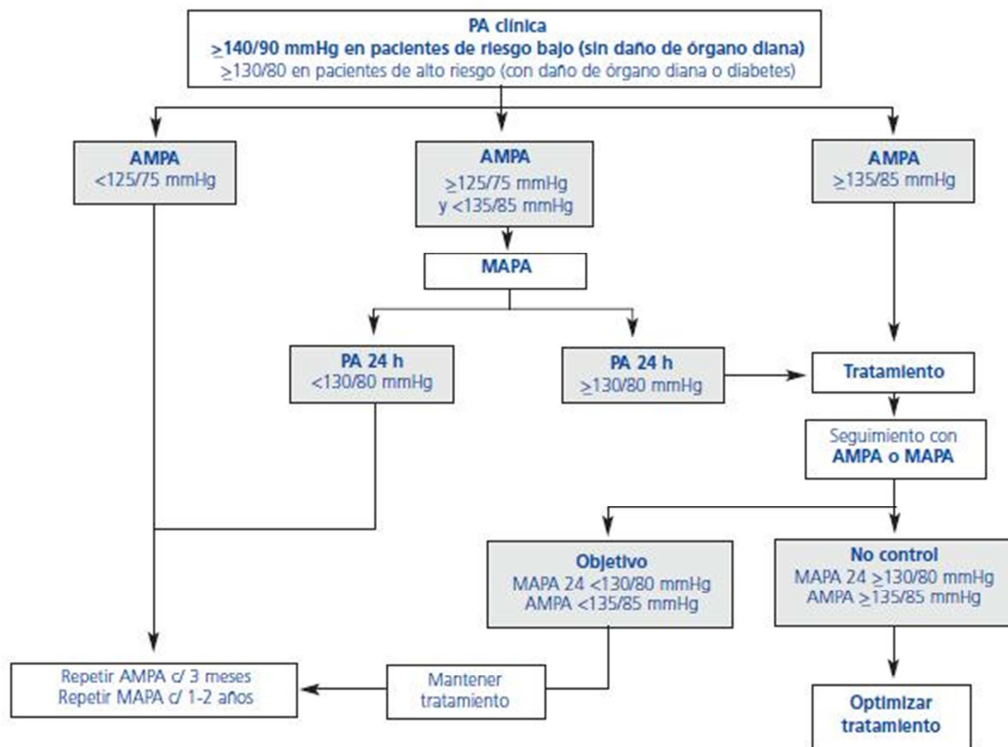 PA clínica
≥140/90 mmHg en pacientes de riesgo bajo (sin daño de órgano diana)
≥130/80 en pacientes de alto riesgo (con daño de órgano diana o diabetes)
AMPA
<125/75 mmHg
AMPA
≥125/75 mmHg
y <135/85 mmHg
AMPA
≥135/85 mmHg
MAPA
PA 24 h
<130/80 mmHg
PA 24 h
≥130/80 mmHg
Tratamiento
Seguimiento con
AMPA o MAPA
Objetivo
MAPA 24 <130/80 mmHg
AMPA <135/85 mmHg
No control
MAPA 24 ≥130/80 mmHg
AMPA ≥135/85 mmHg
Repetir AMPA c/ 3 meses
Repetir MAPA c/ 1-2 años
Mantener
tratamiento
Optimizar
tratamiento